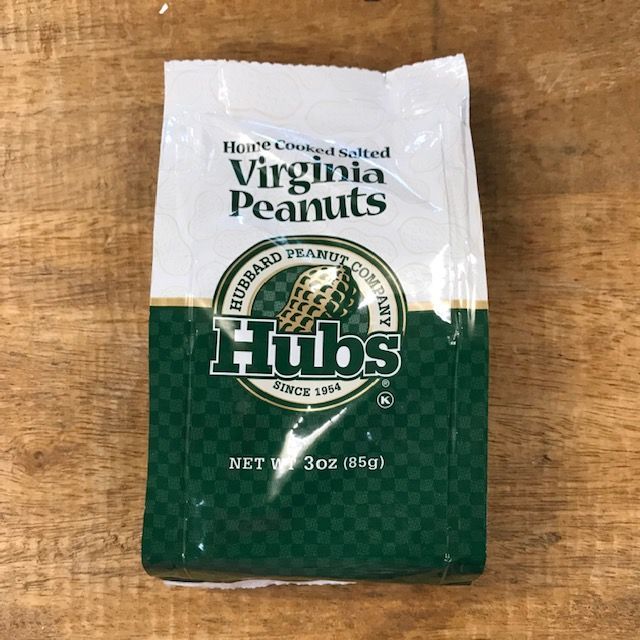 Home Cooked Salted
Virginia
Peanuts
HUBBARD PEANUT COMPANY
Hubs
®
SINCE 1954
K
NET WT 3oz (85g)